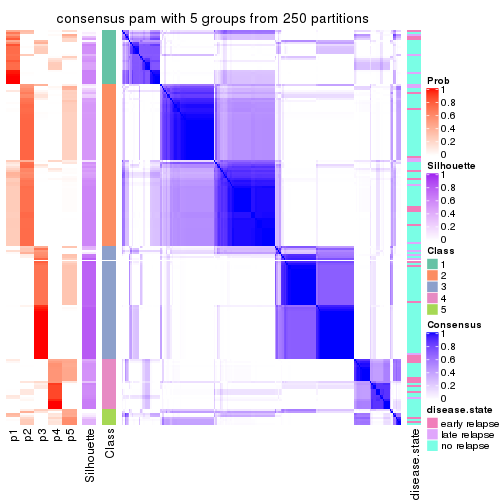 consensus pam with 5 groups from 250 partitions
p1
p2
p3
p4
p5
Silhouette
Class
disease.state
Prob
1
0.8
0.6
0.4
0.2
0
Silhouette
1
0.8
0.6
0.4
0.2
0
Class
1
2
3
4
5
Consensus
1
0.8
0.6
0.4
0.2
0
disease.state
early relapse
late relapse
no relapse